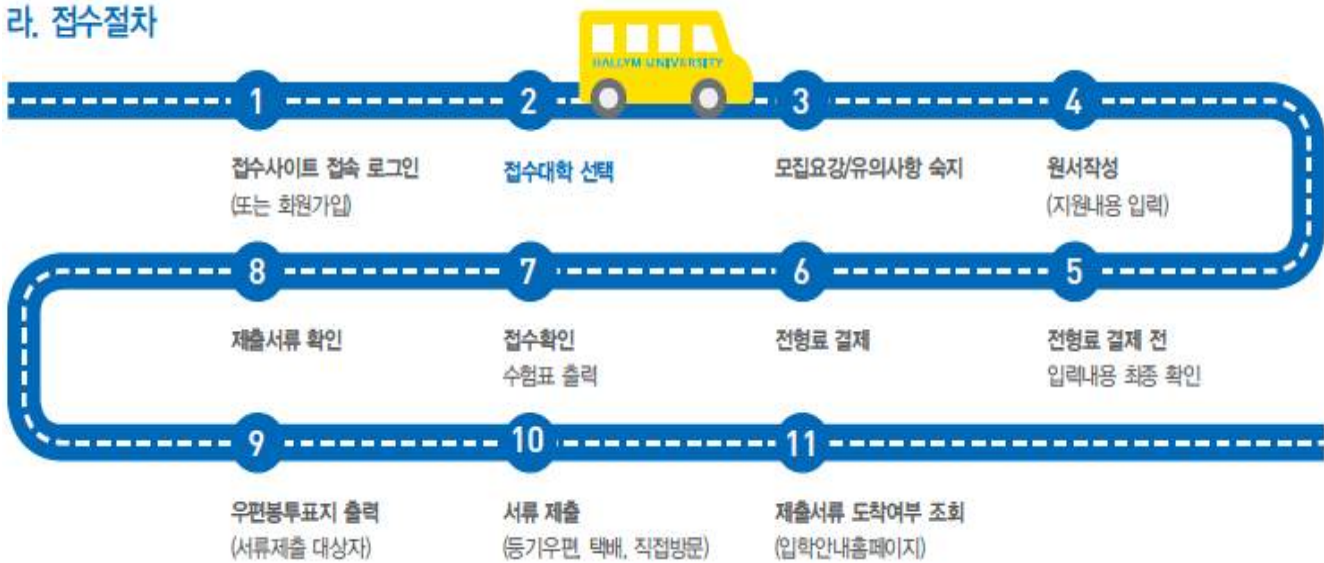 라. 접수절차
HALLYM UNIVERSITY
1
2
3
4
접수사이트 접속 로그인
(또는 회원가입)
접수대학 선택
모집요강/유의사항 숙지
원서작성
(지원내용 입력)
5
전형료 결제 전
입력내용 최종 확인
6
전형료 결제
7
접수확인
수험표 출력
8
제출서류 확인
9
우편봉투표지 출력
(서류제출 대상자)
10
서류 제출
(등기우편, 택배, 직접방문)
11
제출서류 도착여부 조회
(입학안내홈페이지)